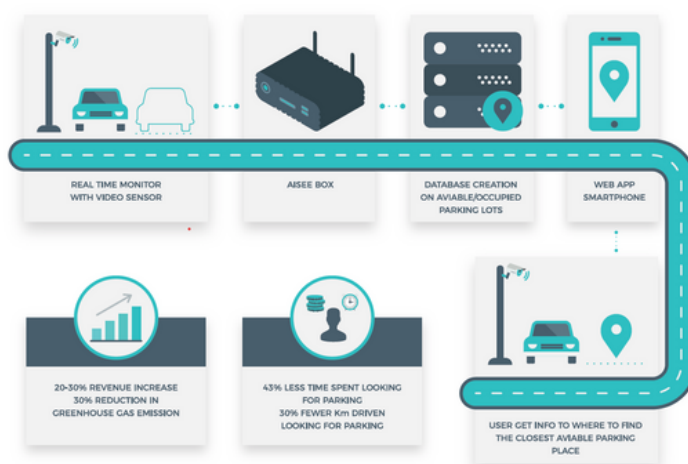 REAL TIME MONITOR
WITH VIDEO SENSOR
AISEE BOX
DATABASE CREATION
ON AVIABLE/OCCUPIED
PARKING LOTS
WEB APP
SMARTPHONE
20-30% REVENUE INCREASE
30% REDUCTION IN
GREENHOUSE GAS EMISSION
43% LESS TIME SPENT LOOKING
FOR PARKING
30% FEWER Km DRIVEN
LOOKING FOR PARKING
USER GET INFO TO WHERE TO FIND
THE CLOSEST AVIABLE PARKING
PLACE